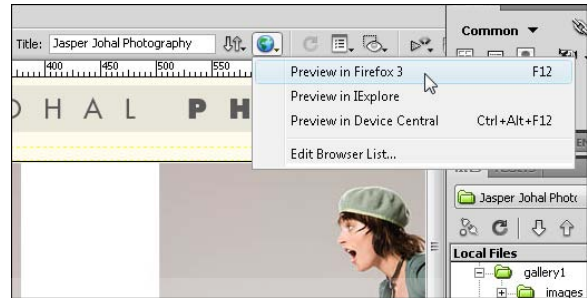 Common
Title: Jasper Johal Photography
400 450 500 550
Preview in Firefox 3 F12
Preview in IExplore
Preview in Device Central Ctrl+Alt+F12
Edit Browser List...
O H A L P H
Jasper Johal Photo
Local Files
gallery1
images